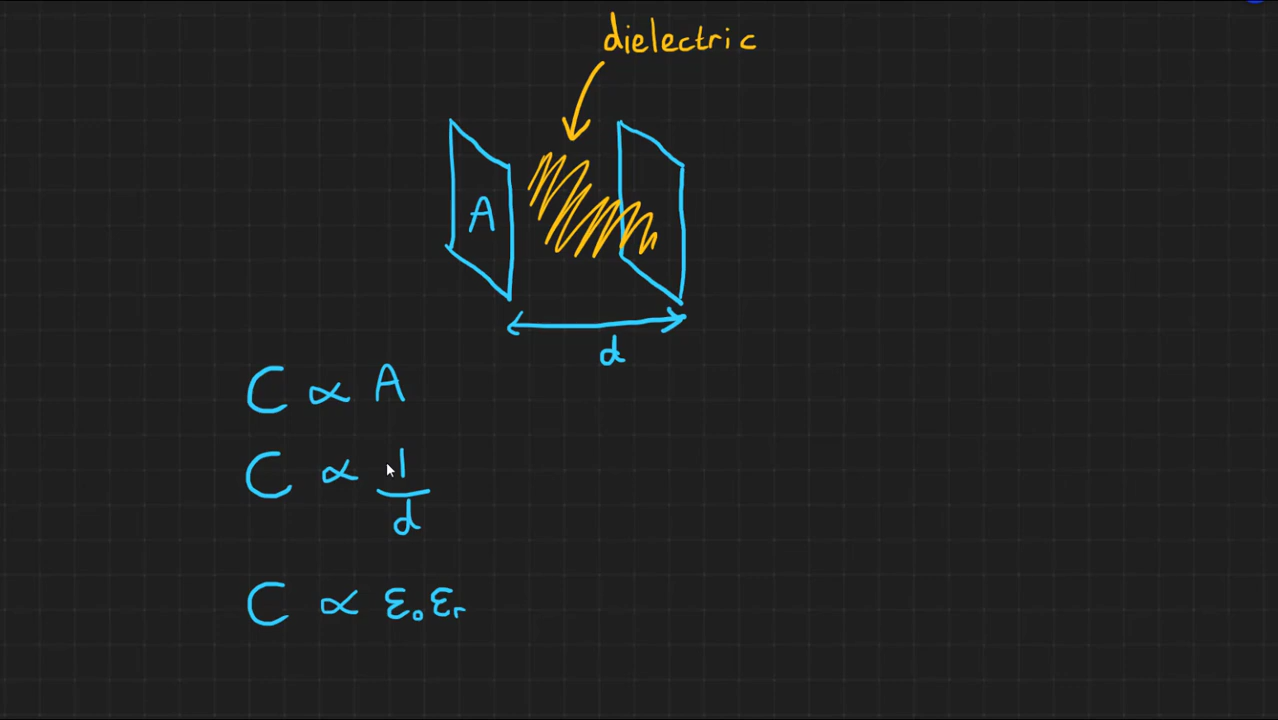 dielectric
A
d
C ∝ A
C ∝ 1/d
C ∝ ε₀εᵣ